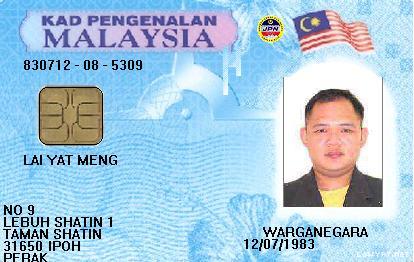 KAD PENGENALAN
MALAYSIA
JPN
830712 - 08 - 5309
LAI YAT MENG
NO 9
LEBUH SHATIN 1
TAMAN SHATIN
31650 IPOH
PERAK
WARGANEGARA
12/07/1983